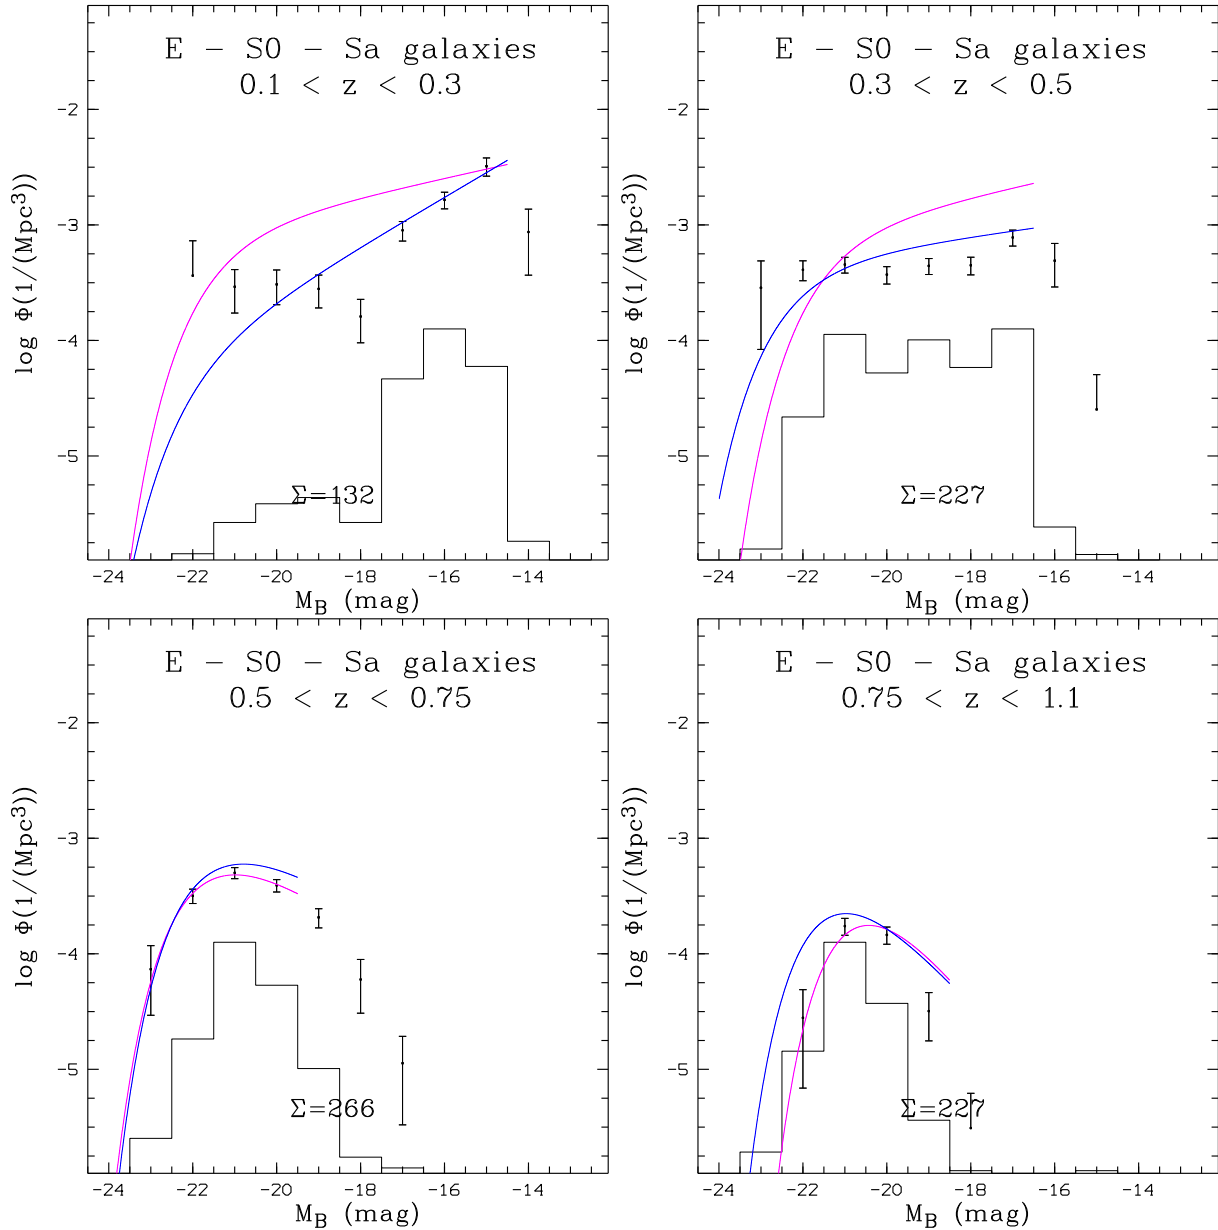 E - S0 - Sa galaxies
0.1 < z < 0.3
-2
-3
-4
-5
log Φ(1/(Mpc³))
Σ=132
-24 -22 -20 -18 -16 -14
M_B (mag)
E - S0 - Sa galaxies
0.3 < z < 0.5
-2
-3
-4
-5
log Φ(1/(Mpc³))
Σ=227
-24 -22 -20 -18 -16 -14
M_B (mag)
E - S0 - Sa galaxies
0.5 < z < 0.75
-2
-3
-4
-5
log Φ(1/(Mpc³))
Σ=266
-24 -22 -20 -18 -16 -14
M_B (mag)
E - S0 - Sa galaxies
0.75 < z < 1.1
-2
-3
-4
-5
log Φ(1/(Mpc³))
Σ=227
-24 -22 -20 -18 -16 -14
M_B (mag)